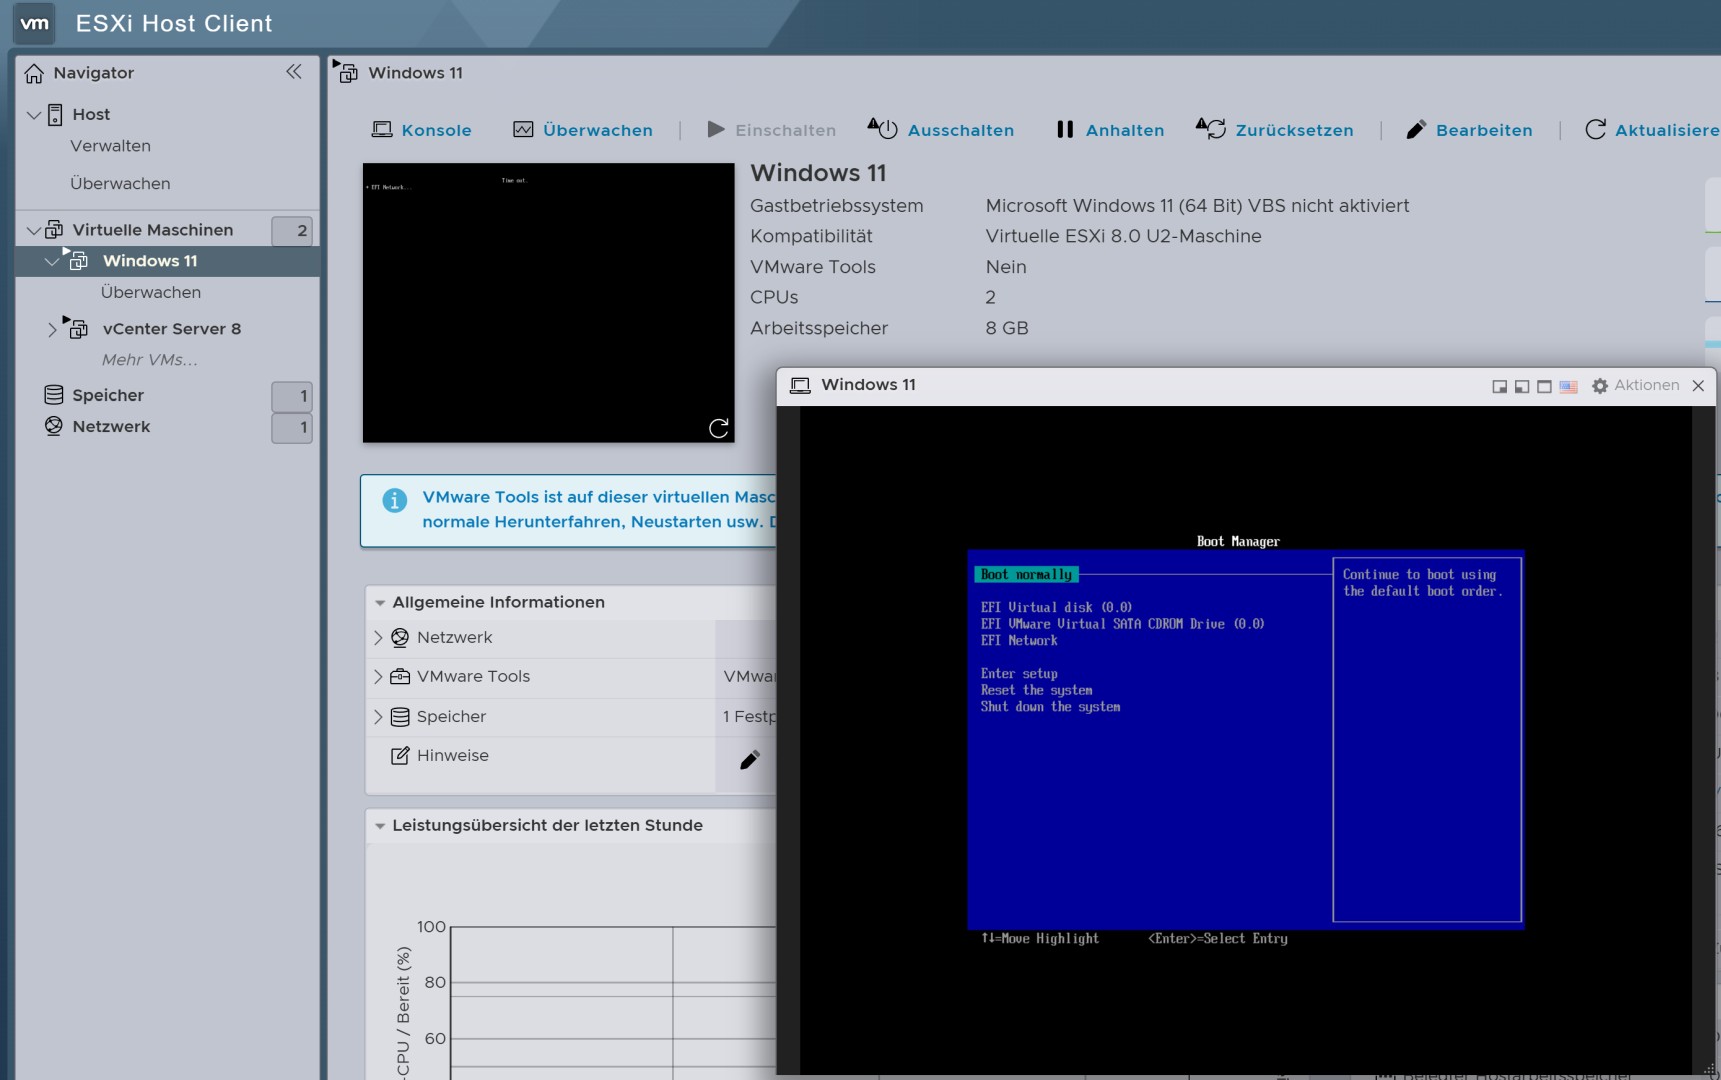 vm
ESXi Host Client
Navigator
Host
Verwalten
Überwachen
Virtuelle Maschinen 2
Windows 11
Überwachen
vCenter Server 8
Mehr VMs...
Speicher 1
Netzwerk 1
Windows 11
Konsole Überwachen Einschalten Ausschalten Anhalten Zurücksetzen Bearbeiten Aktualisiere
Time out.
EFI Network...
Windows 11
Gastbetriebssystem Microsoft Windows 11 (64 Bit) VBS nicht aktiviert
Kompatibilität Virtuelle ESXi 8.0 U2-Maschine
VMware Tools Nein
CPUs 2
Arbeitsspeicher 8 GB
VMware Tools ist auf dieser virtuellen Masc
normale Herunterfahren, Neustarten usw. D
Allgemeine Informationen
Netzwerk
VMware Tools VMwar
Speicher 1 Festp
Hinweise
Leistungsübersicht der letzten Stunde
100
80
60
-CPU / Bereit (%)
Windows 11 Aktionen
Boot Manager
Boot normally
EFI Virtual disk (0.0)
EFI VMware Virtual SATA CDROM Drive (0.0)
EFI Network
Enter setup
Reset the system
Shut down the system
Continue to boot using
the default boot order.
↑↓=Move Highlight <Enter>=Select Entry